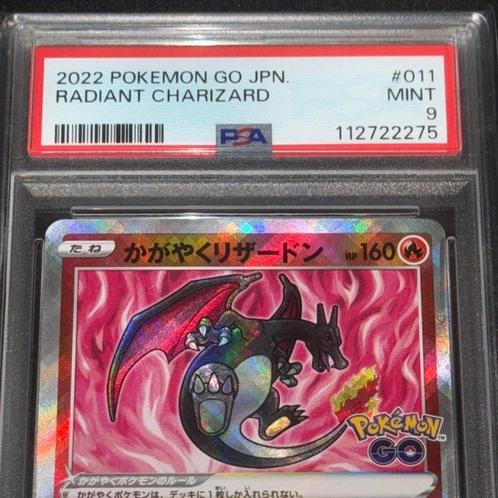 2022 POKEMON GO JPN. #011
RADIANT CHARIZARD MINT
9
PSA 112722275
たね かがやくリザードン HP160
Pokémon™
GO
かがやくポケモンのルール
かがやくポケモンは、デッキに1枚しか入れられない。